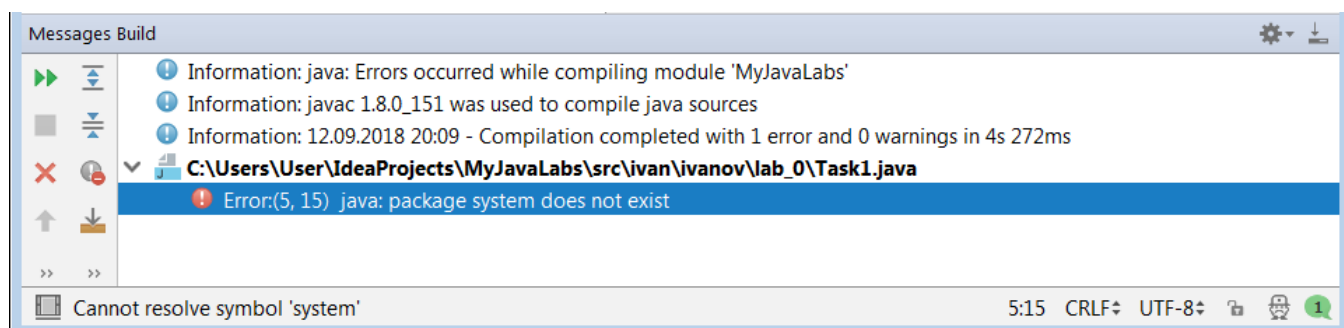 Messages Build
Information: java: Errors occurred while compiling module 'MyJavaLabs'
Information: javac 1.8.0_151 was used to compile java sources
Information: 12.09.2018 20:09 - Compilation completed with 1 error and 0 warnings in 4s 272ms
C:\Users\User\IdeaProjects\MyJavaLabs\src\ivan\ivanov\lab_0\Task1.java
Error:(5, 15) java: package system does not exist
Cannot resolve symbol 'system' 5:15 CRLF UTF-8 1